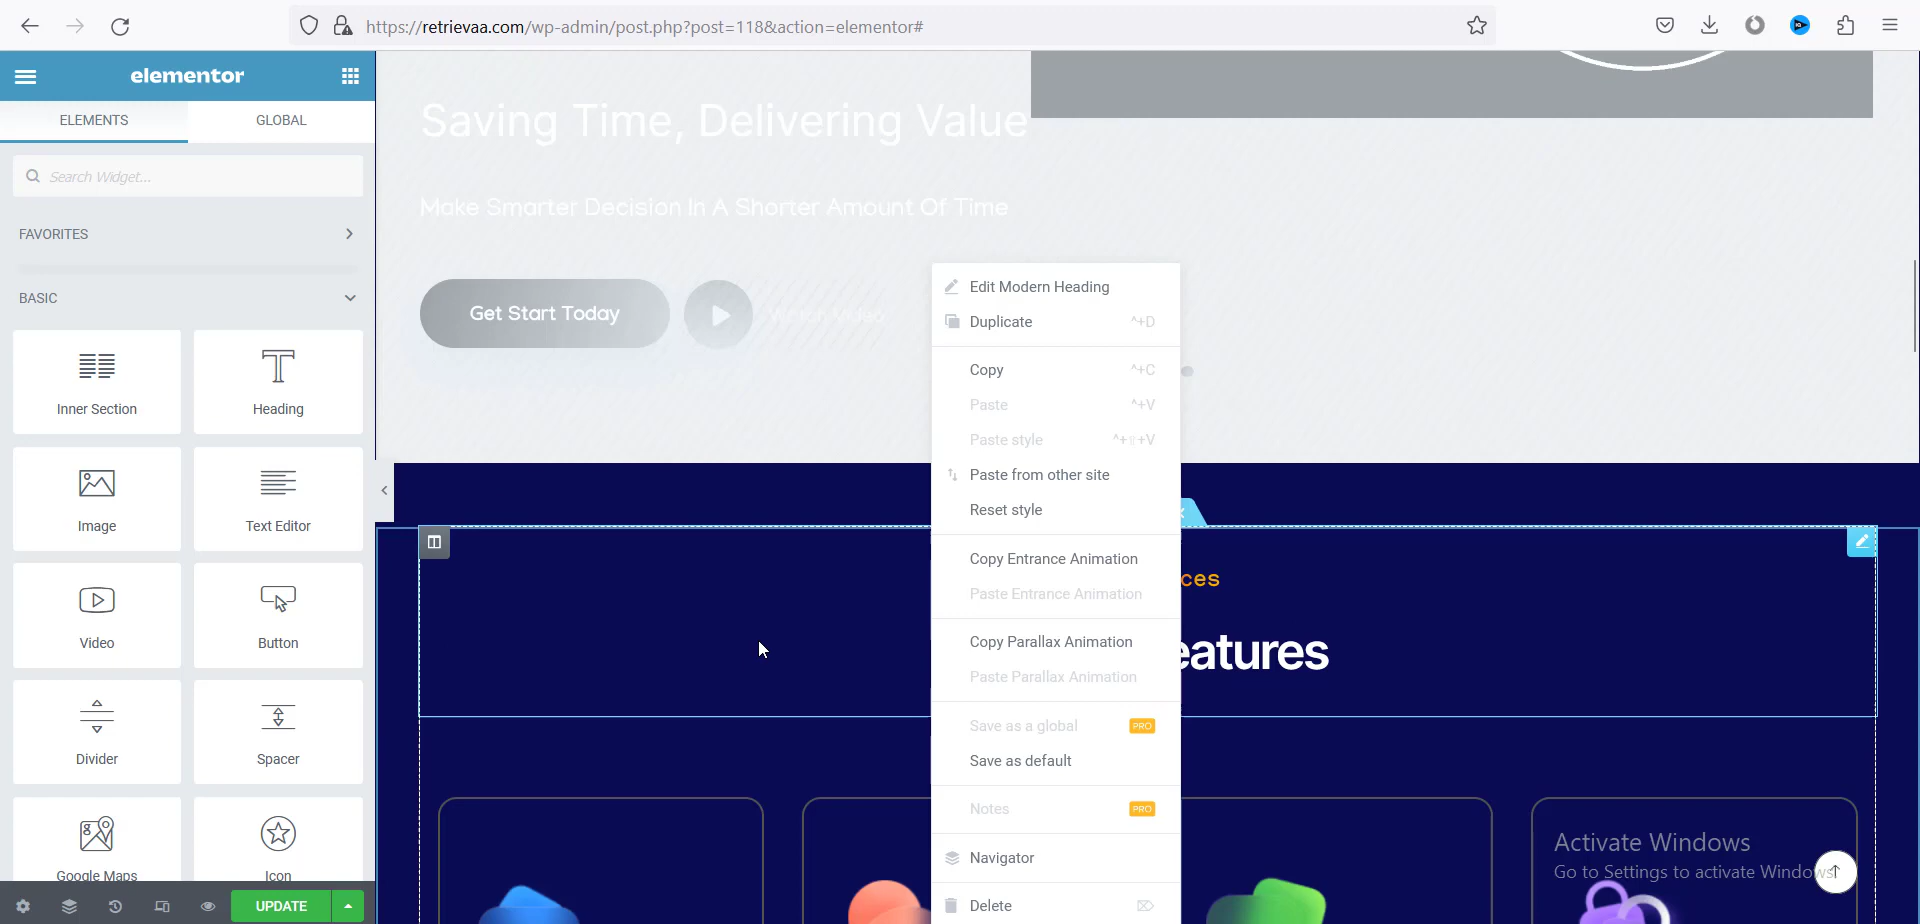 https://retrievaa.com/wp-admin/post.php?post=118&action=elementor#
elementor
ELEMENTS
GLOBAL
Search Widget...
FAVORITES
BASIC
Inner Section
Heading
Image
Text Editor
Video
Button
Divider
Spacer
Google Maps
Icon
UPDATE
Saving Time, Delivering Value
Make Smarter Decision In A Shorter Amount Of Time
Get Start Today
Watch Video
Edit Modern Heading
Duplicate ^+D
Copy ^+C
Paste ^+V
Paste style ^+⇧+V
Paste from other site
Reset style
Copy Entrance Animation
Paste Entrance Animation
Copy Parallax Animation
Paste Parallax Animation
Save as a global PRO
Save as default
Notes PRO
Navigator
Delete
ces
eatures
Activate Windows
Go to Settings to activate Windows.